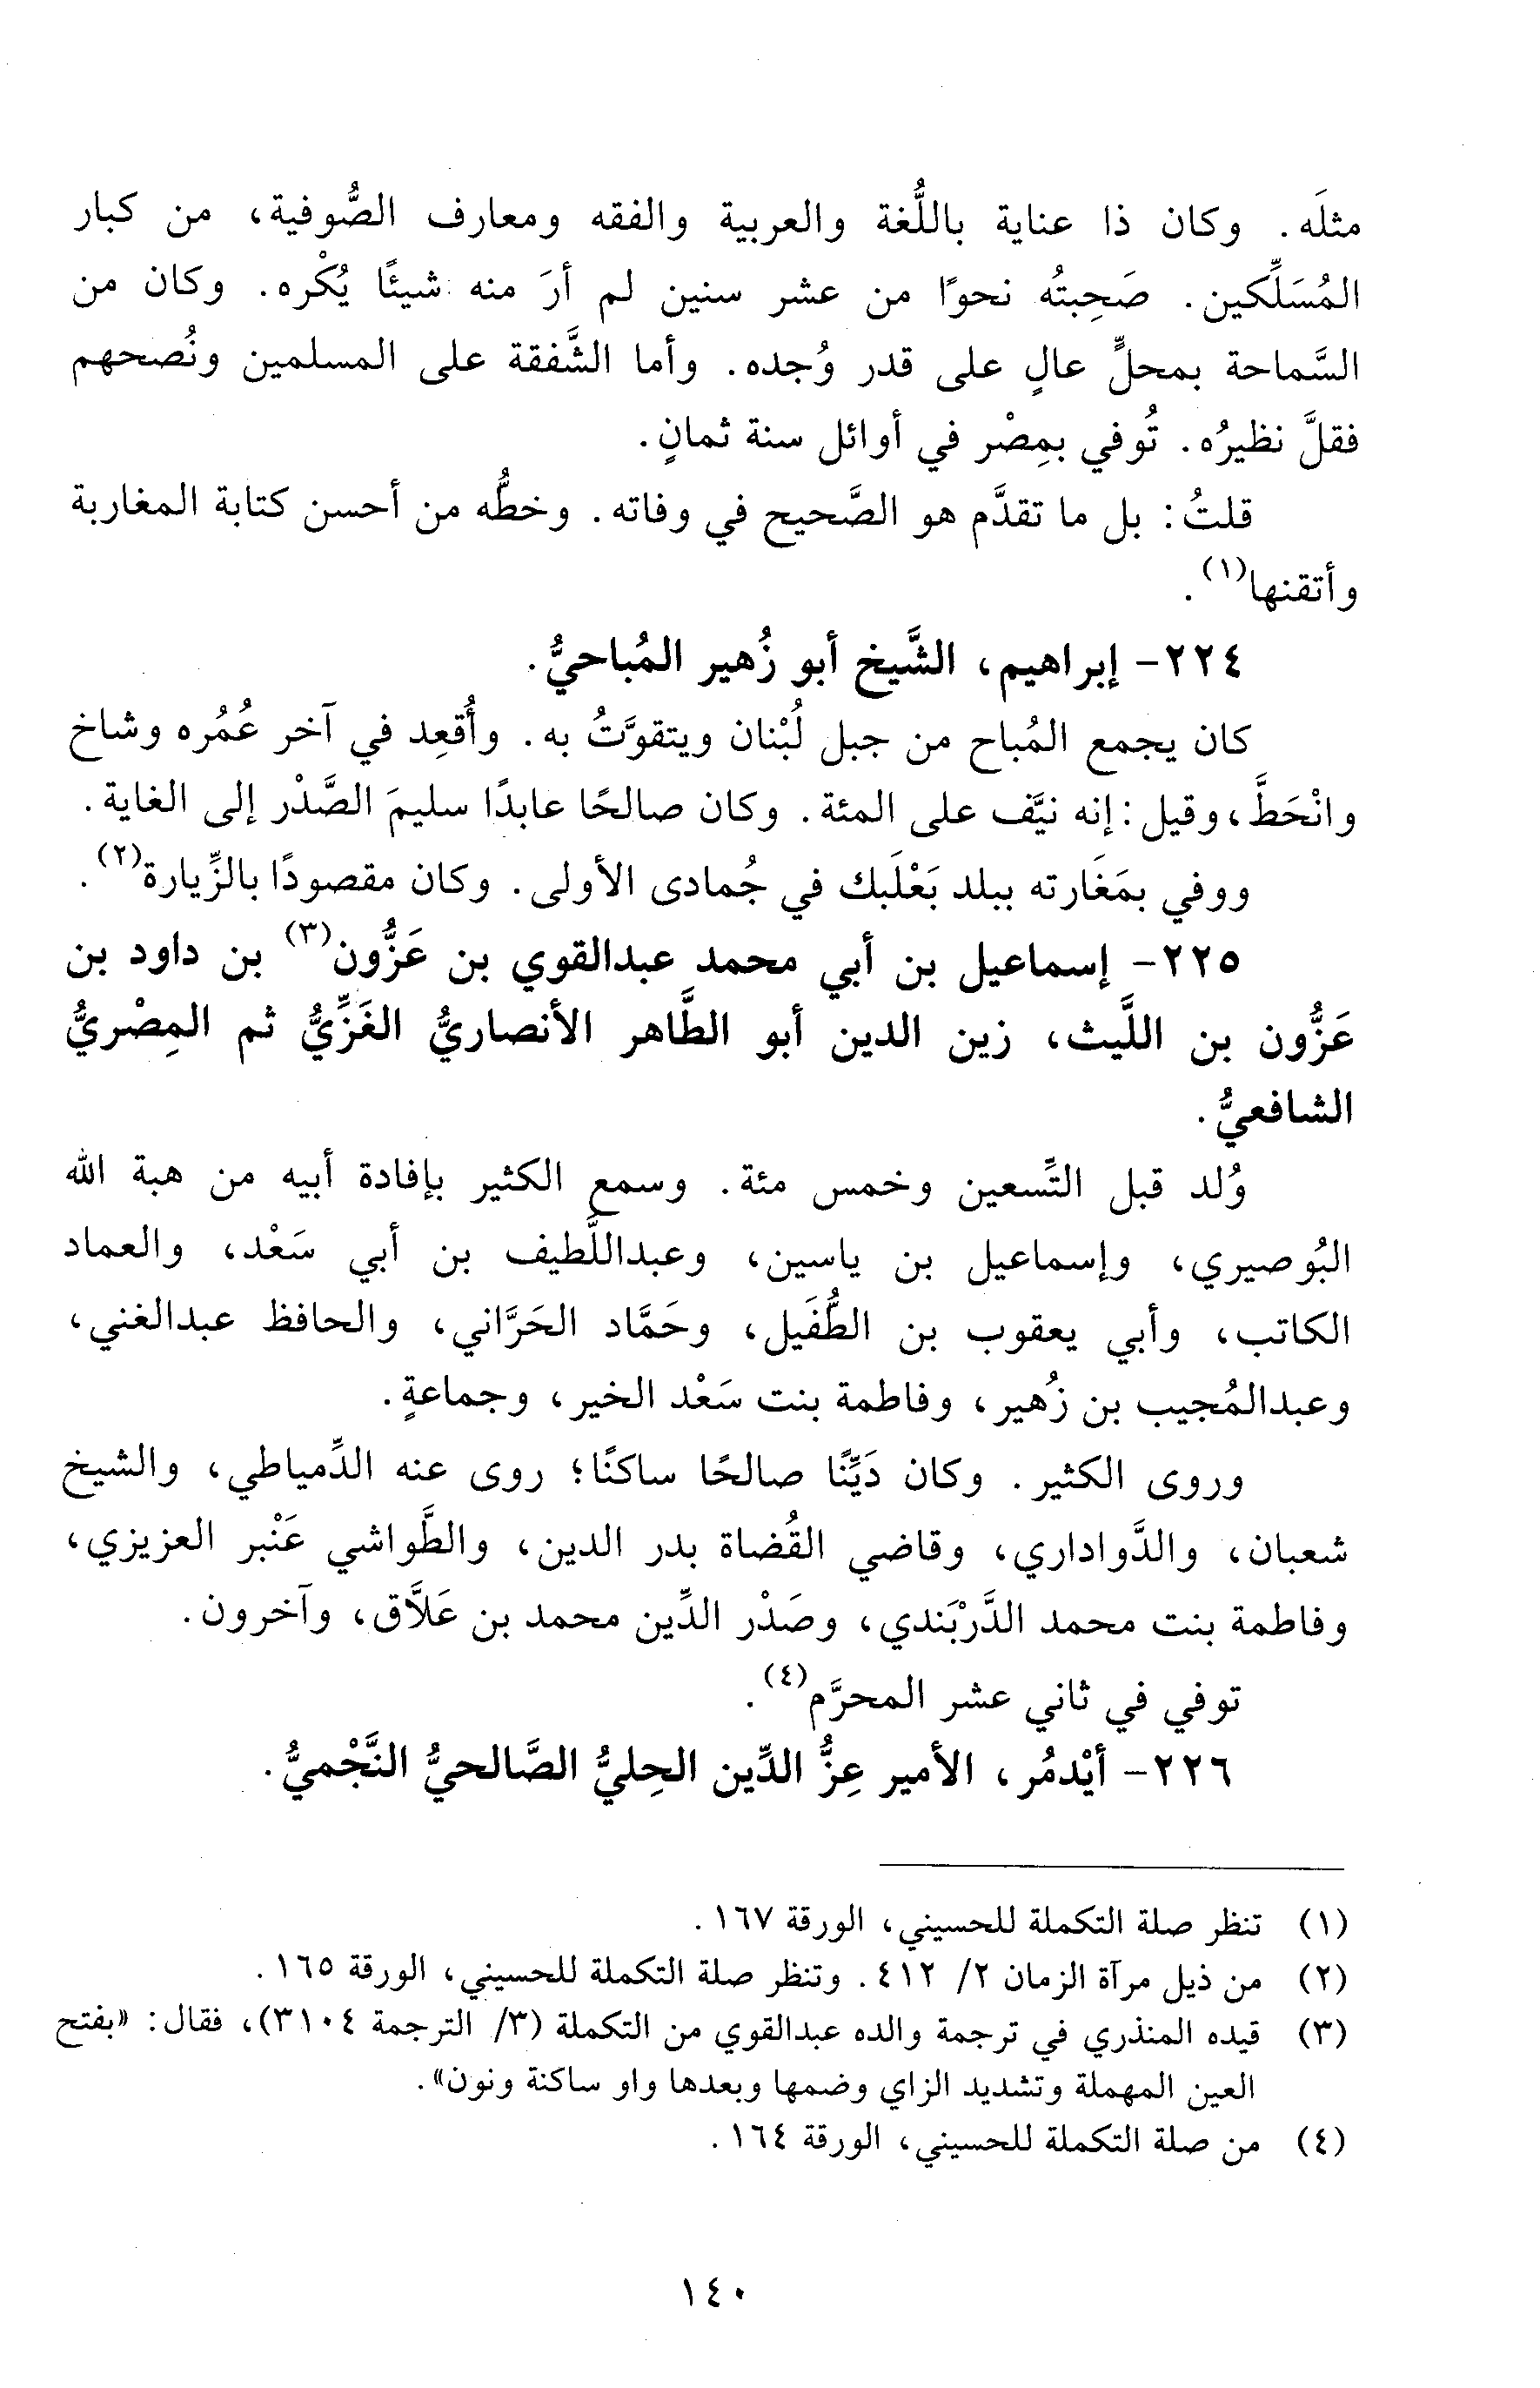 مثلَه. وكان ذا عناية باللُّغة والعربية والفقه ومعارف الصُّوفية، من كبار
المُسَلِّكين. صَحِبتُه نحوًا من عشر سنين لم أرَ منه شيئًا يُكْره. وكان من
السَّماحة بمحلٍّ عالٍ على قدر وُجده. وأما الشَّفقة على المسلمين ونُصحهم
فقلَّ نظيرُه. تُوفي بمِصْر في أوائل سنة ثمانٍ.
قلتُ: بل ما تقدَّم هو الصَّحيح في وفاته. وخطُّه من أحسن كتابة المغاربة
وأتقنها(١).
٢٢٤- إبراهيم، الشَّيخ أبو زُهير المُباحيُّ.
كان يجمع المُباح من جبل لُبْنان ويتقوَّتُ به. وأُقعِد في آخر عُمُره وشاخ
وانْحَطَّ، وقيل: إنه نيَّف على المئة. وكان صالحًا عابدًا سليمَ الصَّدْر إلى الغاية.
ووفي بمَغَارته ببلد بَعْلَبك في جُمادى الأولى. وكان مقصودًا بالزِّيارة(٢).
٢٢٥- إسماعيل بن أبي محمد عبدالقوي بن عَزُّون(٣) بن داود بن
عَزُّون بن اللَّيث، زين الدين أبو الطَّاهر الأنصاريُّ الغَزِّيُّ ثم المِصْريُّ
الشافعيُّ.
وُلد قبل التِّسعين وخمس مئة. وسمع الكثير بإفادة أبيه من هبة الله
البُوصيري، وإسماعيل بن ياسين، وعبداللَّطيف بن أبي سَعْد، والعماد
الكاتب، وأبي يعقوب بن الطُّفَيل، وحَمَّاد الحَرَّاني، والحافظ عبدالغني،
وعبدالمُجيب بن زُهير، وفاطمة بنت سَعْد الخير، وجماعةٍ.
وروى الكثير. وكان دَيِّنًا صالحًا ساكنًا؛ روى عنه الدِّمياطي، والشيخ
شعبان، والدَّواداري، وقاضي القُضاة بدر الدين، والطَّواشي عَنْبر العزيزي،
وفاطمة بنت محمد الدَّرْبَندي، وصَدْر الدِّين محمد بن عَلاَّق، وآخرون.
توفي في ثاني عشر المحرَّم(٤).
٢٢٦- أيْدمُر، الأمير عِزُّ الدِّين الحِليُّ الصَّالحيُّ النَّجْميُّ.
(١) تنظر صلة التكملة للحسيني، الورقة ١٦٧.
(٢) من ذيل مرآة الزمان ٢/ ٤١٢. وتنظر صلة التكملة للحسيني، الورقة ١٦٥.
(٣) قيده المنذري في ترجمة والده عبدالقوي من التكملة (٣/ الترجمة ٣١٠٤)، فقال: «بفتح
العين المهملة وتشديد الزاي وضمها وبعدها واو ساكنة ونون».
(٤) من صلة التكملة للحسيني، الورقة ١٦٤.
١٤٠